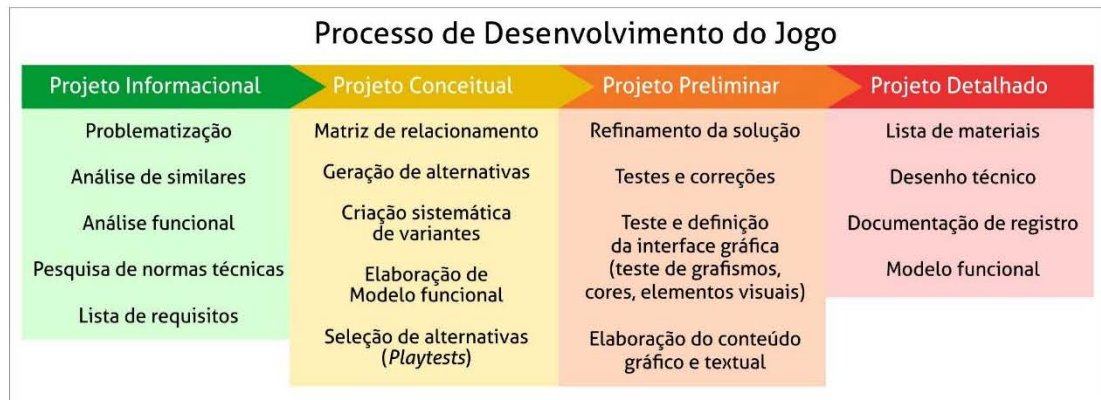 Processo de Desenvolvimento do Jogo
Projeto Informacional
Problematização
Análise de similares
Análise funcional
Pesquisa de normas técnicas
Lista de requisitos
Projeto Conceitual
Matriz de relacionamento
Geração de alternativas
Criação sistemática
de variantes
Elaboração de
Modelo funcional
Seleção de alternativas
(Playtests)
Projeto Preliminar
Refinamento da solução
Testes e correções
Teste e definição
da interface gráfica
(teste de grafismos,
cores, elementos visuais)
Elaboração do conteúdo
gráfico e textual
Projeto Detalhado
Lista de materiais
Desenho técnico
Documentação de registro
Modelo funcional